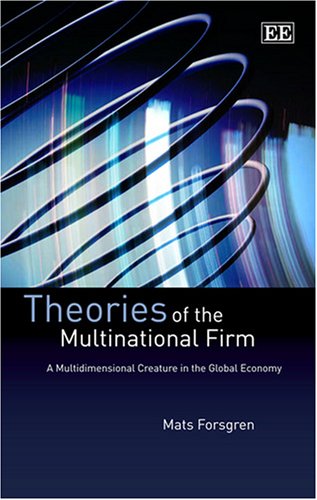 EE
Theories of the
Multinational Firm
A Multidimensional Creature in the Global Economy
Mats Forsgren